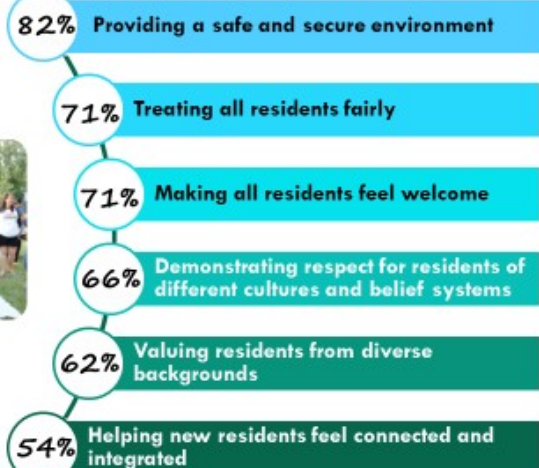 82% Providing a safe and secure environment
71% Treating all residents fairly
71% Making all residents feel welcome
66% Demonstrating respect for residents of
different cultures and belief systems
62% Valuing residents from diverse
backgrounds
54% Helping new residents feel connected and
integrated